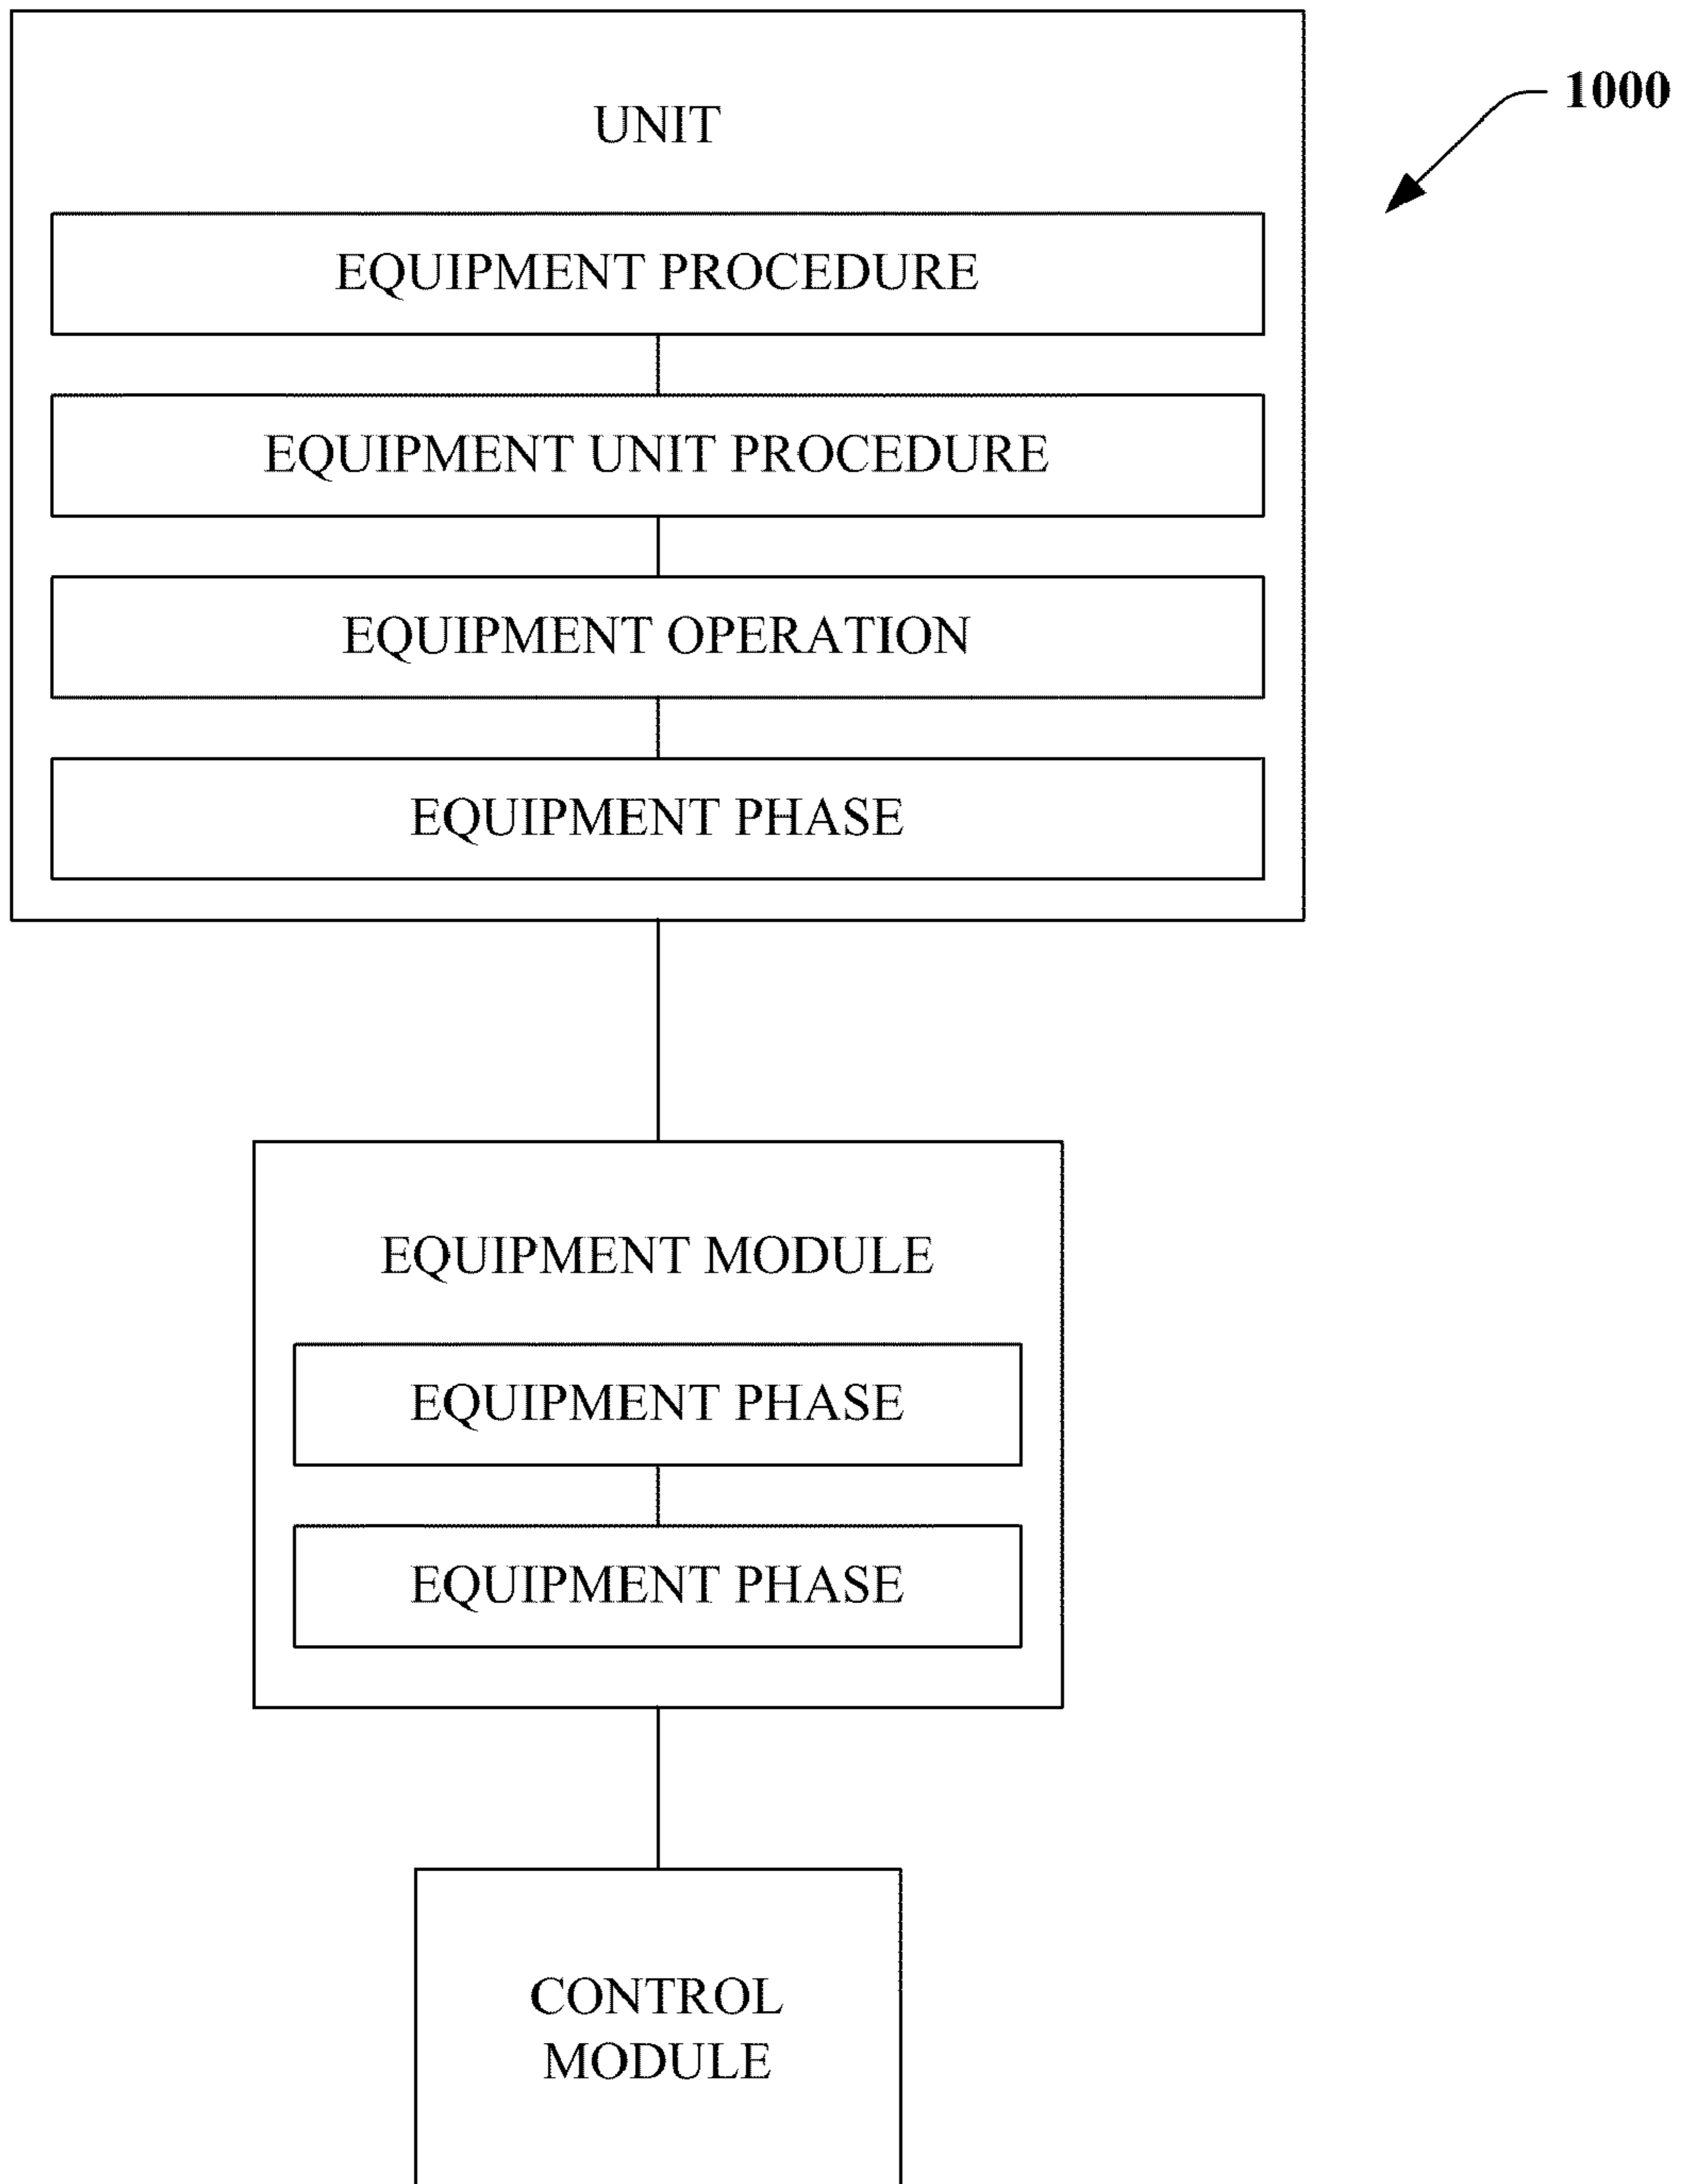 UNIT
1000
EQUIPMENT PROCEDURE
EQUIPMENT UNIT PROCEDURE
EQUIPMENT OPERATION
EQUIPMENT PHASE
EQUIPMENT MODULE
EQUIPMENT PHASE
EQUIPMENT PHASE
CONTROL
MODULE